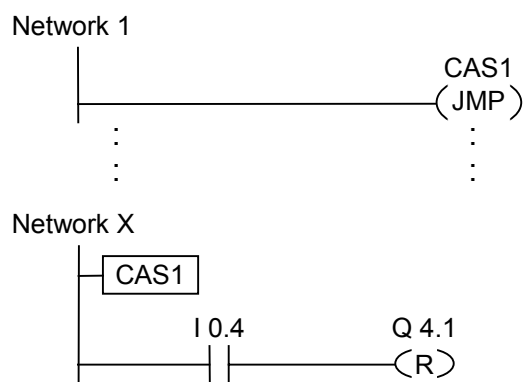 Network 1
CAS1
JMP
Network X
CAS1
I 0.4
Q 4.1
R